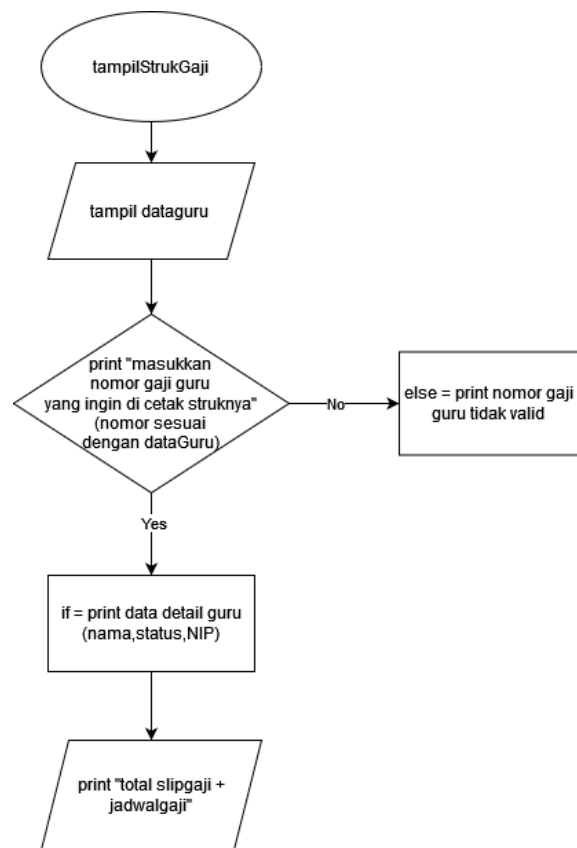 tampilStrukGaji
tampil dataguru
print "masukkan
nomor gaji guru
yang ingin di cetak struknya"
(nomor sesuai
dengan dataGuru)
No
else = print nomor gaji
guru tidak valid
Yes
if = print data detail guru
(nama,status,NIP)
print "total slipgaji +
jadwalgaji"